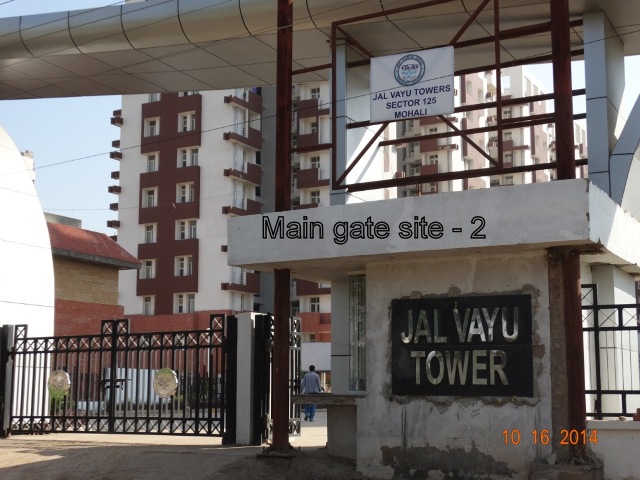 JAL VAYU TOWERS
SECTOR 125
MOHALI
Main gate site - 2
JAL VAYU
TOWER
10 16 2014